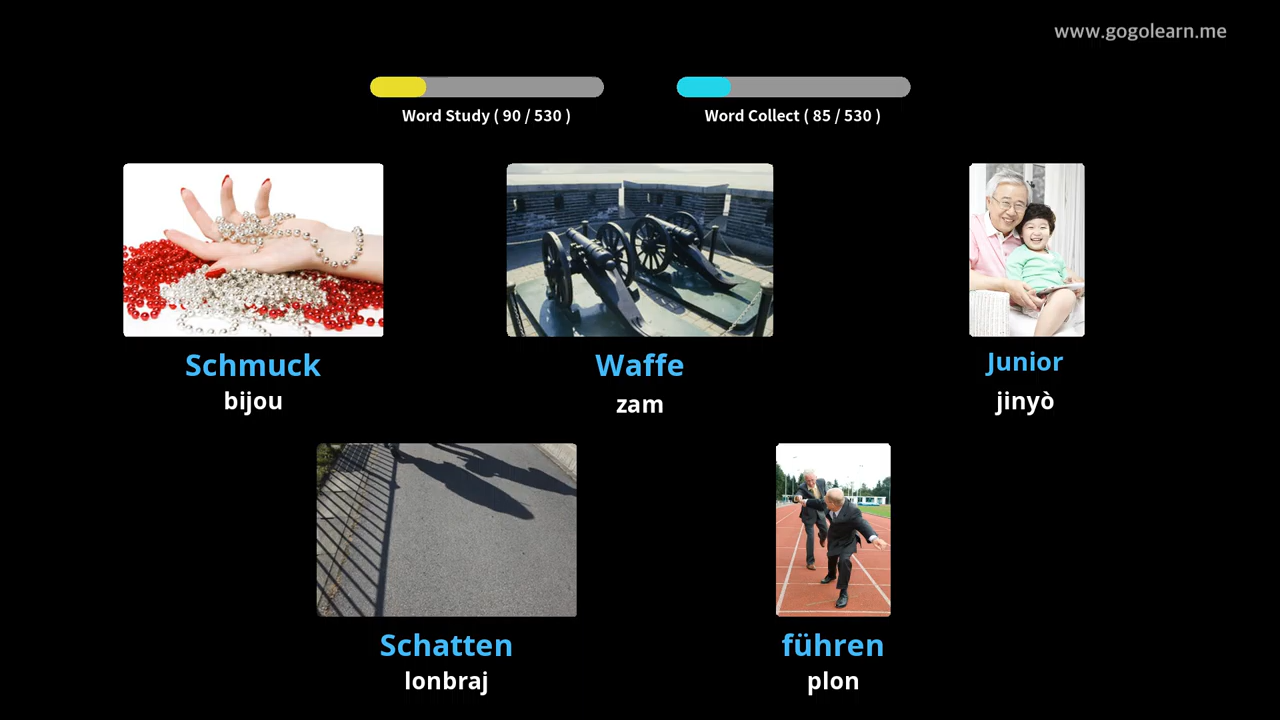 www.gogolearn.me
Word Study ( 90 / 530 )
Word Collect ( 85 / 530 )
Schmuck
bijou
Waffe
zam
Junior
jinyò
Schatten
lonbraj
führen
plon